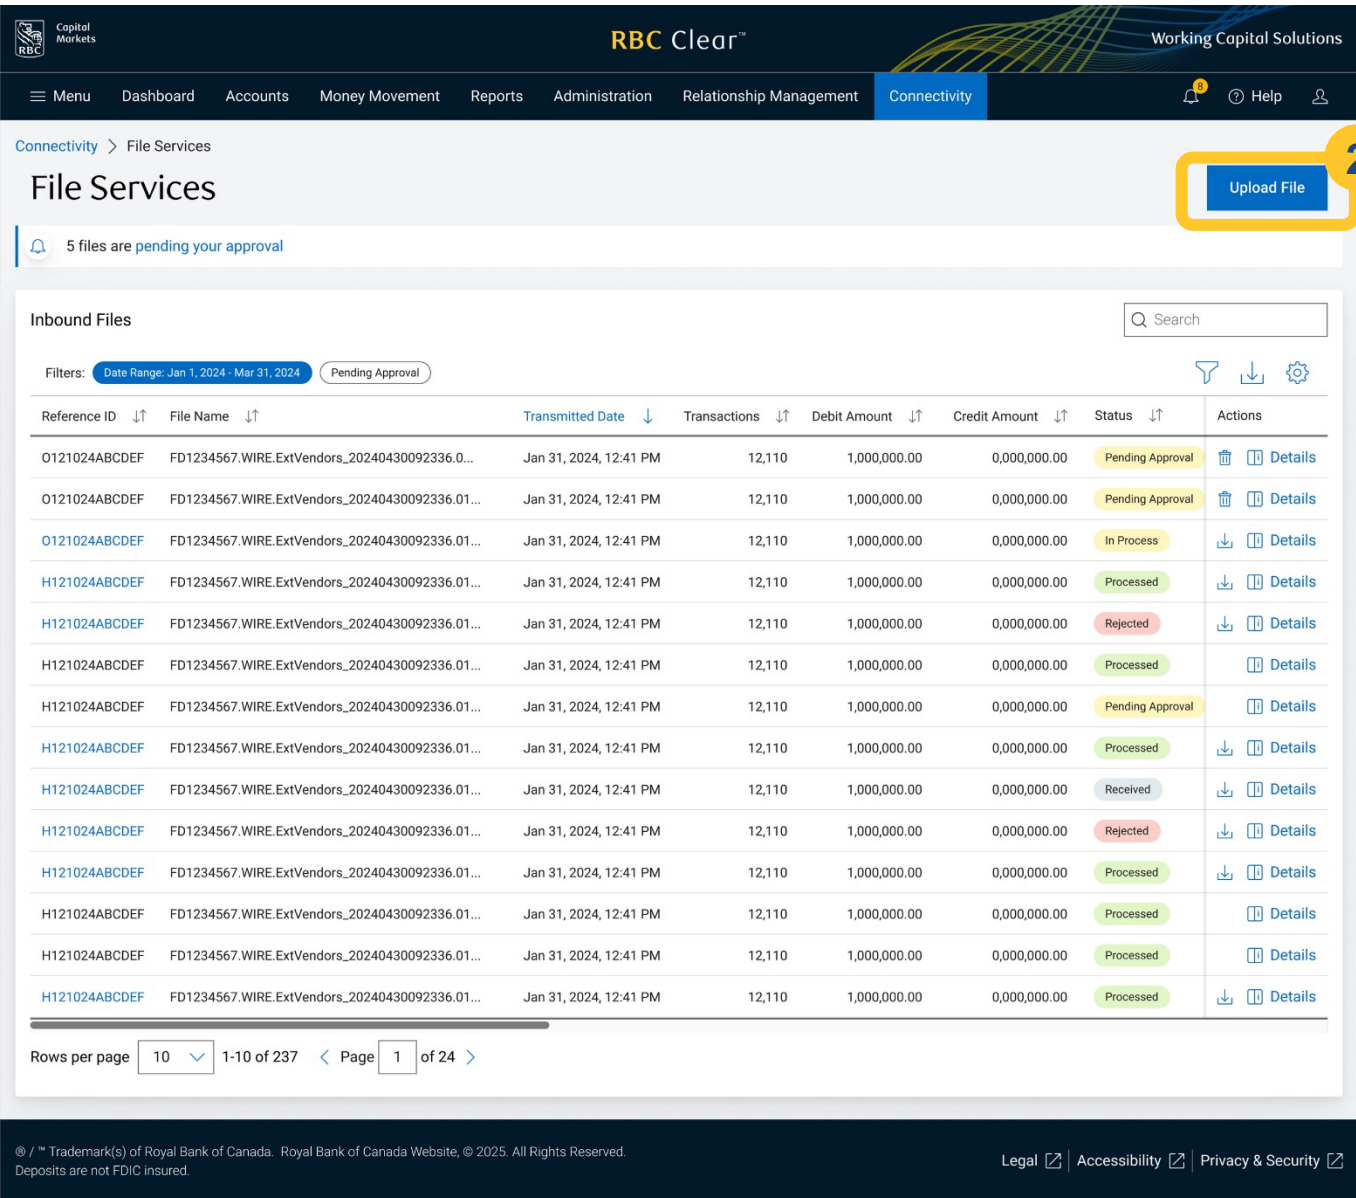 Capital
Markets
RBC
RBC Clear™
Working Capital Solutions
Menu Dashboard Accounts Money Movement Reports Administration Relationship Management Connectivity 8 Help
Connectivity > File Services
2
File Services
Upload File
5 files are pending your approval
Inbound Files
Search
Filters: Date Range: Jan 1, 2024 - Mar 31, 2024 Pending Approval
Reference ID File Name Transmitted Date Transactions Debit Amount Credit Amount Status Actions
O121024ABCDEF FD1234567.WIRE.ExtVendors_20240430092336.0... Jan 31, 2024, 12:41 PM 12,110 1,000,000.00 0,000,000.00 Pending Approval Details
O121024ABCDEF FD1234567.WIRE.ExtVendors_20240430092336.01... Jan 31, 2024, 12:41 PM 12,110 1,000,000.00 0,000,000.00 Pending Approval Details
O121024ABCDEF FD1234567.WIRE.ExtVendors_20240430092336.01... Jan 31, 2024, 12:41 PM 12,110 1,000,000.00 0,000,000.00 In Process Details
H121024ABCDEF FD1234567.WIRE.ExtVendors_20240430092336.01... Jan 31, 2024, 12:41 PM 12,110 1,000,000.00 0,000,000.00 Processed Details
H121024ABCDEF FD1234567.WIRE.ExtVendors_20240430092336.01... Jan 31, 2024, 12:41 PM 12,110 1,000,000.00 0,000,000.00 Rejected Details
H121024ABCDEF FD1234567.WIRE.ExtVendors_20240430092336.01... Jan 31, 2024, 12:41 PM 12,110 1,000,000.00 0,000,000.00 Processed Details
H121024ABCDEF FD1234567.WIRE.ExtVendors_20240430092336.01... Jan 31, 2024, 12:41 PM 12,110 1,000,000.00 0,000,000.00 Pending Approval Details
H121024ABCDEF FD1234567.WIRE.ExtVendors_20240430092336.01... Jan 31, 2024, 12:41 PM 12,110 1,000,000.00 0,000,000.00 Processed Details
H121024ABCDEF FD1234567.WIRE.ExtVendors_20240430092336.01... Jan 31, 2024, 12:41 PM 12,110 1,000,000.00 0,000,000.00 Received Details
H121024ABCDEF FD1234567.WIRE.ExtVendors_20240430092336.01... Jan 31, 2024, 12:41 PM 12,110 1,000,000.00 0,000,000.00 Rejected Details
H121024ABCDEF FD1234567.WIRE.ExtVendors_20240430092336.01... Jan 31, 2024, 12:41 PM 12,110 1,000,000.00 0,000,000.00 Processed Details
H121024ABCDEF FD1234567.WIRE.ExtVendors_20240430092336.01... Jan 31, 2024, 12:41 PM 12,110 1,000,000.00 0,000,000.00 Processed Details
H121024ABCDEF FD1234567.WIRE.ExtVendors_20240430092336.01... Jan 31, 2024, 12:41 PM 12,110 1,000,000.00 0,000,000.00 Processed Details
H121024ABCDEF FD1234567.WIRE.ExtVendors_20240430092336.01... Jan 31, 2024, 12:41 PM 12,110 1,000,000.00 0,000,000.00 Processed Details
Rows per page 10 1-10 of 237 < Page 1 of 24 >
® / ™ Trademark(s) of Royal Bank of Canada. Royal Bank of Canada Website, © 2025. All Rights Reserved.
Deposits are not FDIC insured.
Legal | Accessibility | Privacy & Security